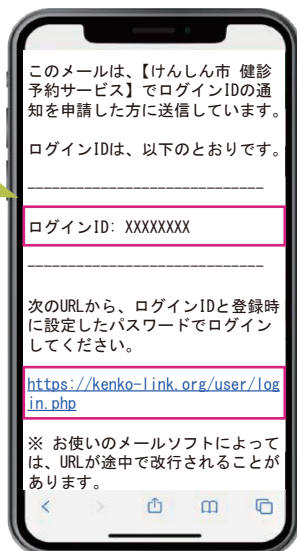 このメールは、【けんしん市 健診
予約サービス】でログインIDの通
知を申請した方に送信しています。
ログインIDは、以下のとおりです。
-----------------------------
ログインID: XXXXXXXX
-----------------------------
次のURLから、ログインIDと登録時
に設定したパスワードでログイン
してください。
https://kenko-link.org/user/log
in.php
※ お使いのメールソフトによって
は、URLが途中で改行されることが
あります。